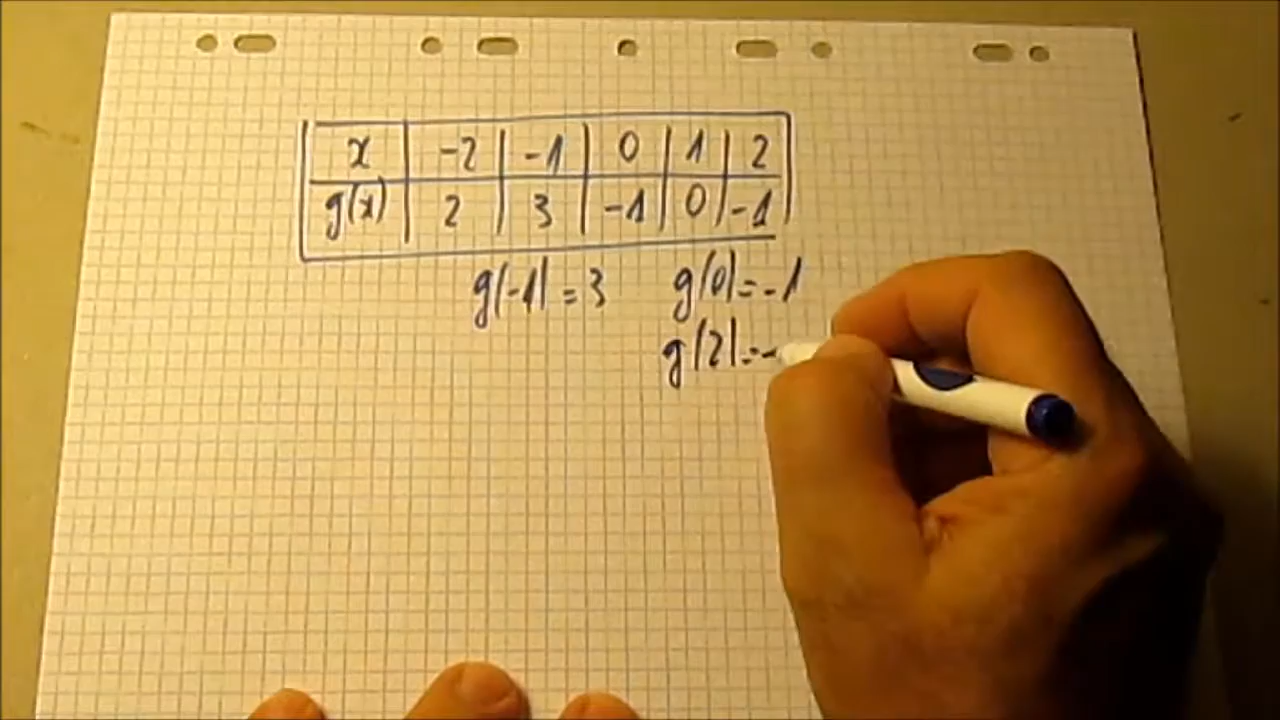 x -2 -1 0 1 2
g(x) 2 3 -1 0 -1
g(-1) = 3 g(0) = -1
g(2) = -